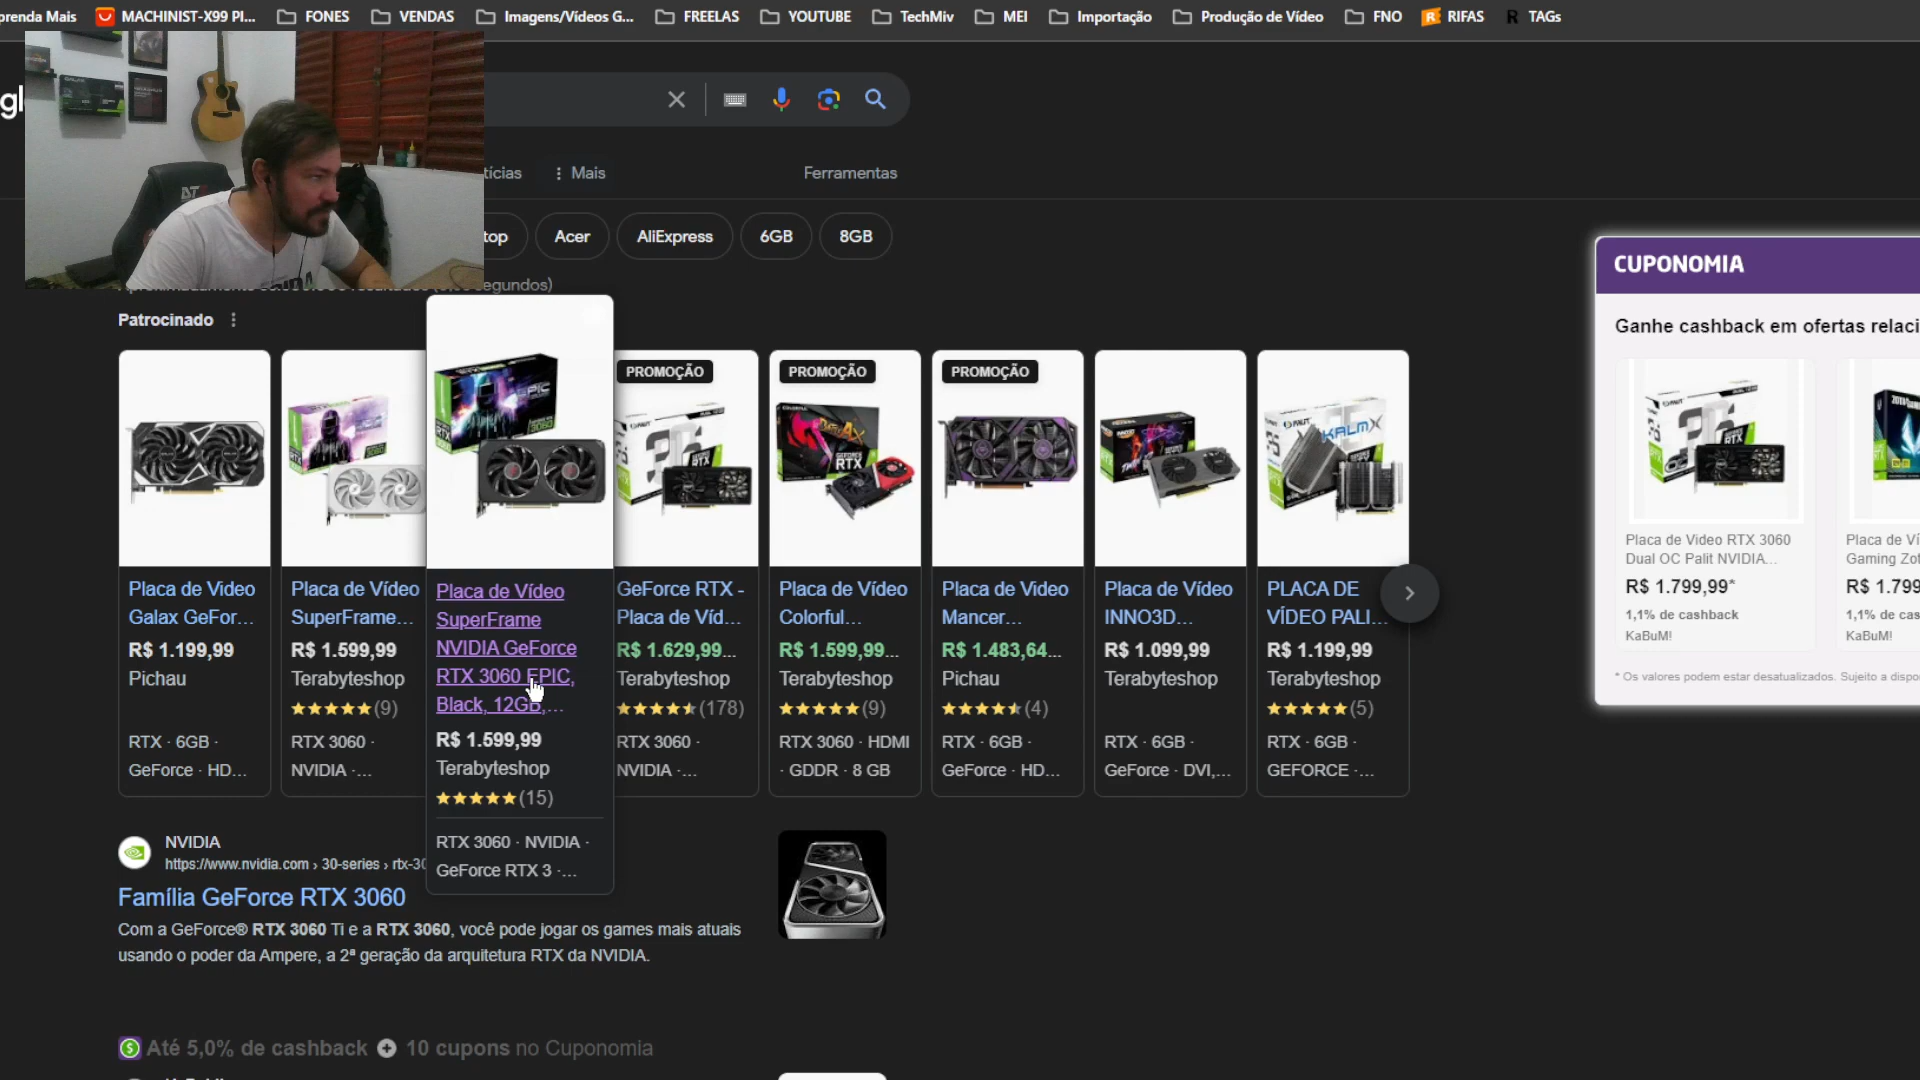 prenda Mais
MACHINIST-X99 Pl...
FONES
VENDAS
Imagens/Vídeos G...
FREELAS
YOUTUBE
TechMiv
MEI
Importação
Produção de Vídeo
FNO
RIFAS
TAGs
gl
tícias
Mais
Ferramentas
top
Acer
AliExpress
6GB
8GB
egundos)
Patrocinado
Placa de Video
Galax GeFor...
R$ 1.199,99
Pichau
RTX · 6GB ·
GeForce · HD...
Placa de Vídeo
SuperFrame...
R$ 1.599,99
Terabyteshop
(9)
RTX 3060 ·
NVIDIA ·...
Placa de Vídeo
SuperFrame
NVIDIA GeForce
RTX 3060 EPIC,
Black, 12GB,...
R$ 1.599,99
Terabyteshop
(15)
RTX 3060 · NVIDIA ·
GeForce RTX 3 ·...
PROMOÇÃO
GeForce RTX -
Placa de Víd...
R$ 1.629,99...
Terabyteshop
(178)
RTX 3060 ·
NVIDIA ·...
PROMOÇÃO
COLORFUL
GEFORCE
RTX
Placa de Vídeo
Colorful...
R$ 1.599,99...
Terabyteshop
(9)
RTX 3060 · HDMI
· GDDR · 8 GB
PROMOÇÃO
Placa de Video
Mancer...
R$ 1.483,64...
Pichau
(4)
RTX · 6GB ·
GeForce · HD...
Placa de Vídeo
INNO3D...
R$ 1.099,99
Terabyteshop
RTX · 6GB ·
GeForce · DVI,...
KALMX
PLACA DE
VÍDEO PALI...
R$ 1.199,99
Terabyteshop
(5)
RTX · 6GB ·
GEFORCE ·...
CUPONOMIA
Ganhe cashback em ofertas relaci
Placa de Video RTX 3060
Dual OC Palit NVIDIA...
R$ 1.799,99*
1,1% de cashback
KaBuM!
Placa de Ví
Gaming Zot
R$ 1.799
1,1% de cas
KaBuM!
* Os valores podem estar desatualizados. Sujeito a dispo
NVIDIA
https://www.nvidia.com › 30-series › rtx-30
Família GeForce RTX 3060
Com a GeForce® RTX 3060 Ti e a RTX 3060, você pode jogar os games mais atuais
usando o poder da Ampere, a 2ª geração da arquitetura RTX da NVIDIA.
Até 5,0% de cashback
10 cupons no Cuponomia